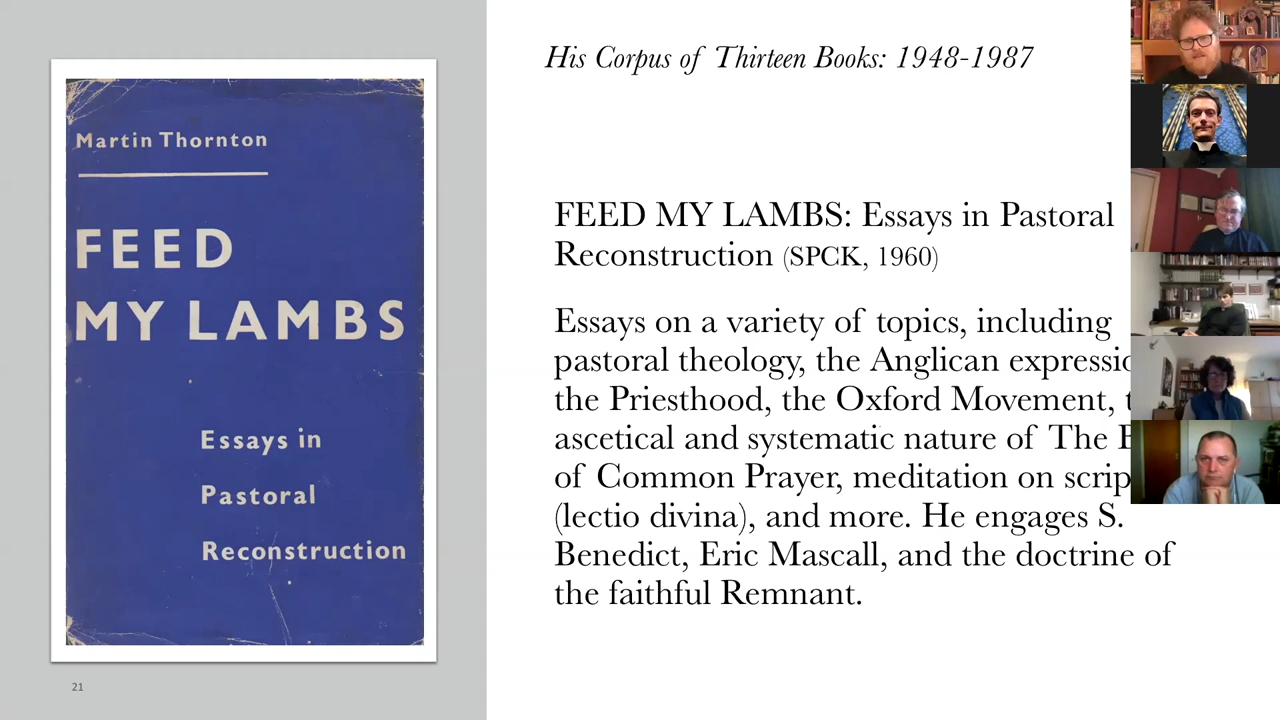 Martin Thornton
FEED
MY LAMBS
Essays in
Pastoral
Reconstruction
21
His Corpus of Thirteen Books: 1948-1987
FEED MY LAMBS: Essays in Pastoral
Reconstruction (SPCK, 1960)
Essays on a variety of topics, including
pastoral theology, the Anglican
the Priesthood, the Oxford Movement,
ascetical and systematic nature of The
of Common Prayer, meditation on
(lectio divina), and more. He engages S.
Benedict, Eric Mascall, and the doctrine of
the faithful Remnant.